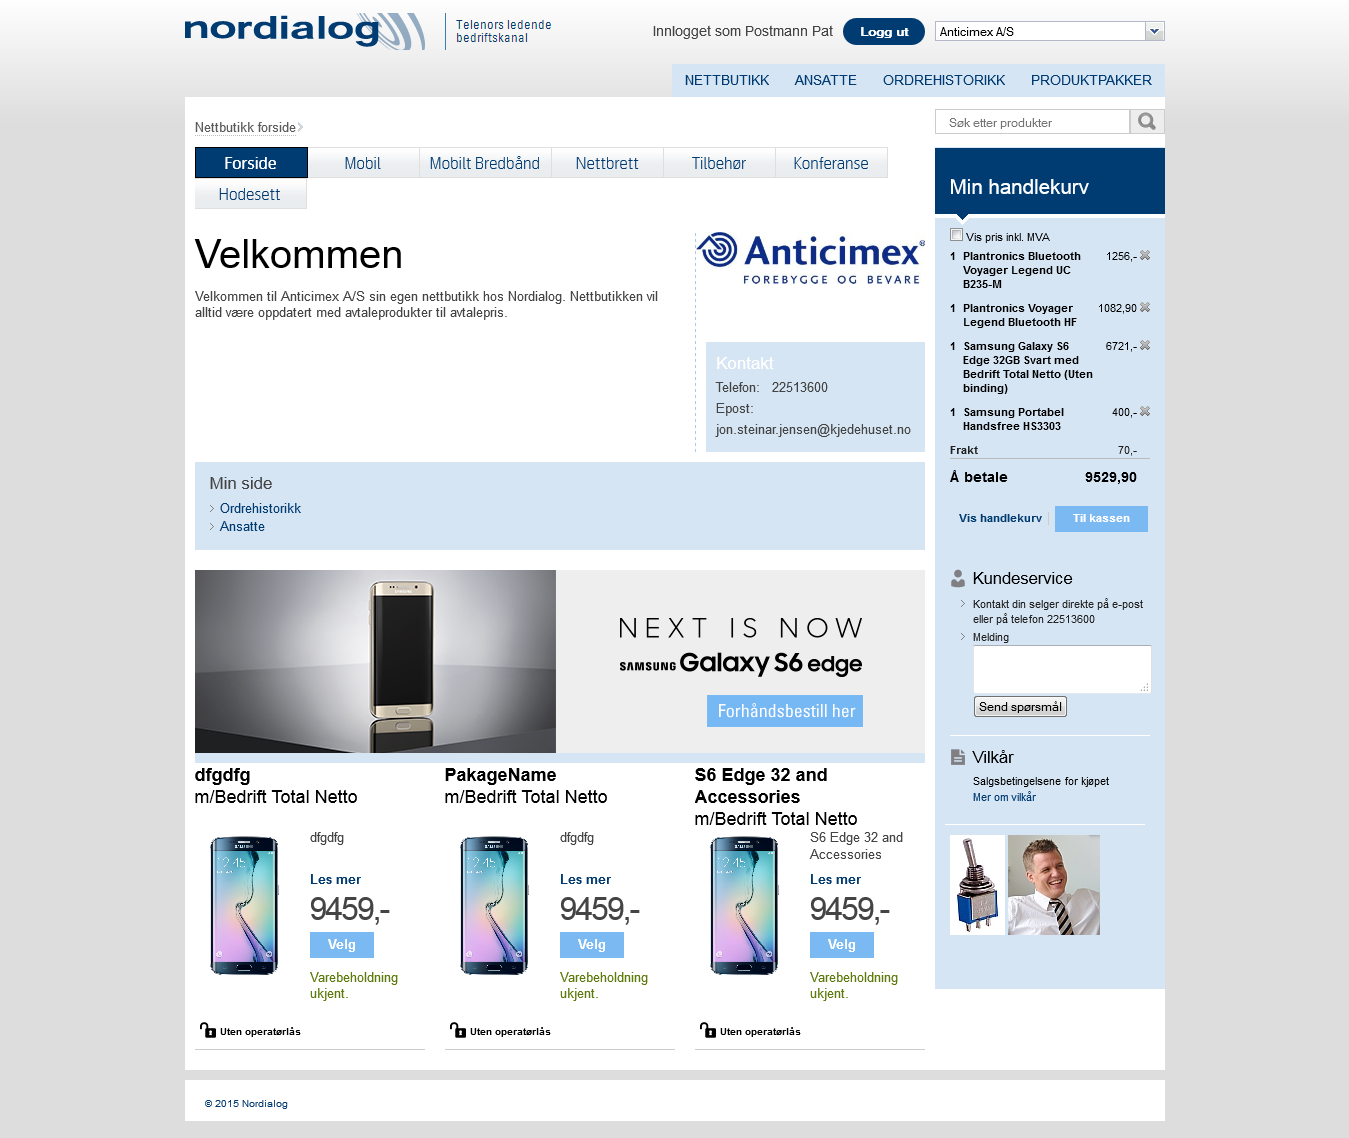 nordialog
Telenors ledende
bedriftskanal
Innlogget som Postmann Pat
Logg ut
Anticimex A/S
NETTBUTIKK ANSATTE ORDREHISTORIKK PRODUKTPAKKER
Nettbutikk forside
Søk etter produkter
Forside Mobil Mobilt Bredbånd Nettbrett Tilbehør Konferanse
Hodesett
Velkommen
Velkommen til Anticimex A/S sin egen nettbutikk hos Nordialog. Nettbutikken vil
alltid være oppdatert med avtaleprodukter til avtalepris.
Anticimex®
FOREBYGGE OG BEVARE
Kontakt
Telefon: 22513600
Epost:
jon.steinar.jensen@kjedehuset.no
Min side
Ordrehistorikk
Ansatte
SAMSUNG
NEXT IS NOW
SAMSUNG Galaxy S6 edge
Forhåndsbestill her
dfgdfg
m/Bedrift Total Netto
dfgdfg
12:45
Les mer
9459,-
Velg
Varebeholdning
ukjent.
Uten operatørlås
PakageName
m/Bedrift Total Netto
dfgdfg
12:45
Les mer
9459,-
Velg
Varebeholdning
ukjent.
Uten operatørlås
S6 Edge 32 and
Accessories
m/Bedrift Total Netto
S6 Edge 32 and
Accessories
12:45
Les mer
9459,-
Velg
Varebeholdning
ukjent.
Uten operatørlås
Min handlekurv
Vis pris inkl. MVA
1 Plantronics Bluetooth 1256,-
Voyager Legend UC
B235-M
1 Plantronics Voyager 1082,90
Legend Bluetooth HF
1 Samsung Galaxy S6 6721,-
Edge 32GB Svart med
Bedrift Total Netto (Uten
binding)
1 Samsung Portabel 400,-
Handsfree HS3303
Frakt 70,-
Å betale 9529,90
Vis handlekurv Til kassen
Kundeservice
Kontakt din selger direkte på e-post
eller på telefon 22513600
Melding
Send spørsmål
Vilkår
Salgsbetingelsene for kjøpet
Mer om vilkår
© 2015 Nordialog